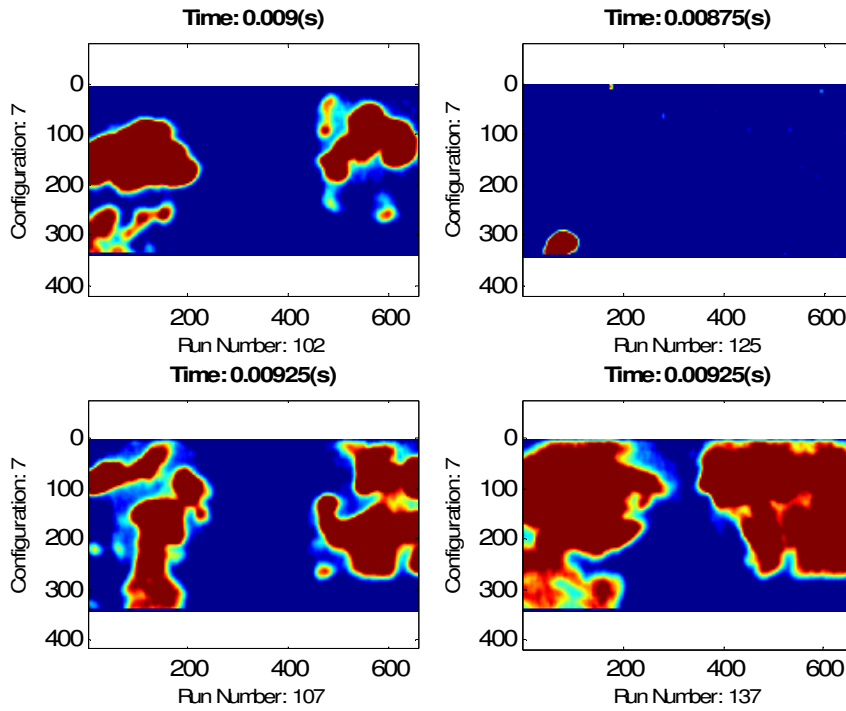 Time: 0.009(s)
0
100
200
300
400
Configuration: 7
200 400 600
Run Number: 102
Time: 0.00875(s)
0
100
200
300
400
Configuration: 7
200 400 600
Run Number: 125
Time: 0.00925(s)
0
100
200
300
400
Configuration: 7
200 400 600
Run Number: 107
Time: 0.00925(s)
0
100
200
300
400
Configuration: 7
200 400 600
Run Number: 137